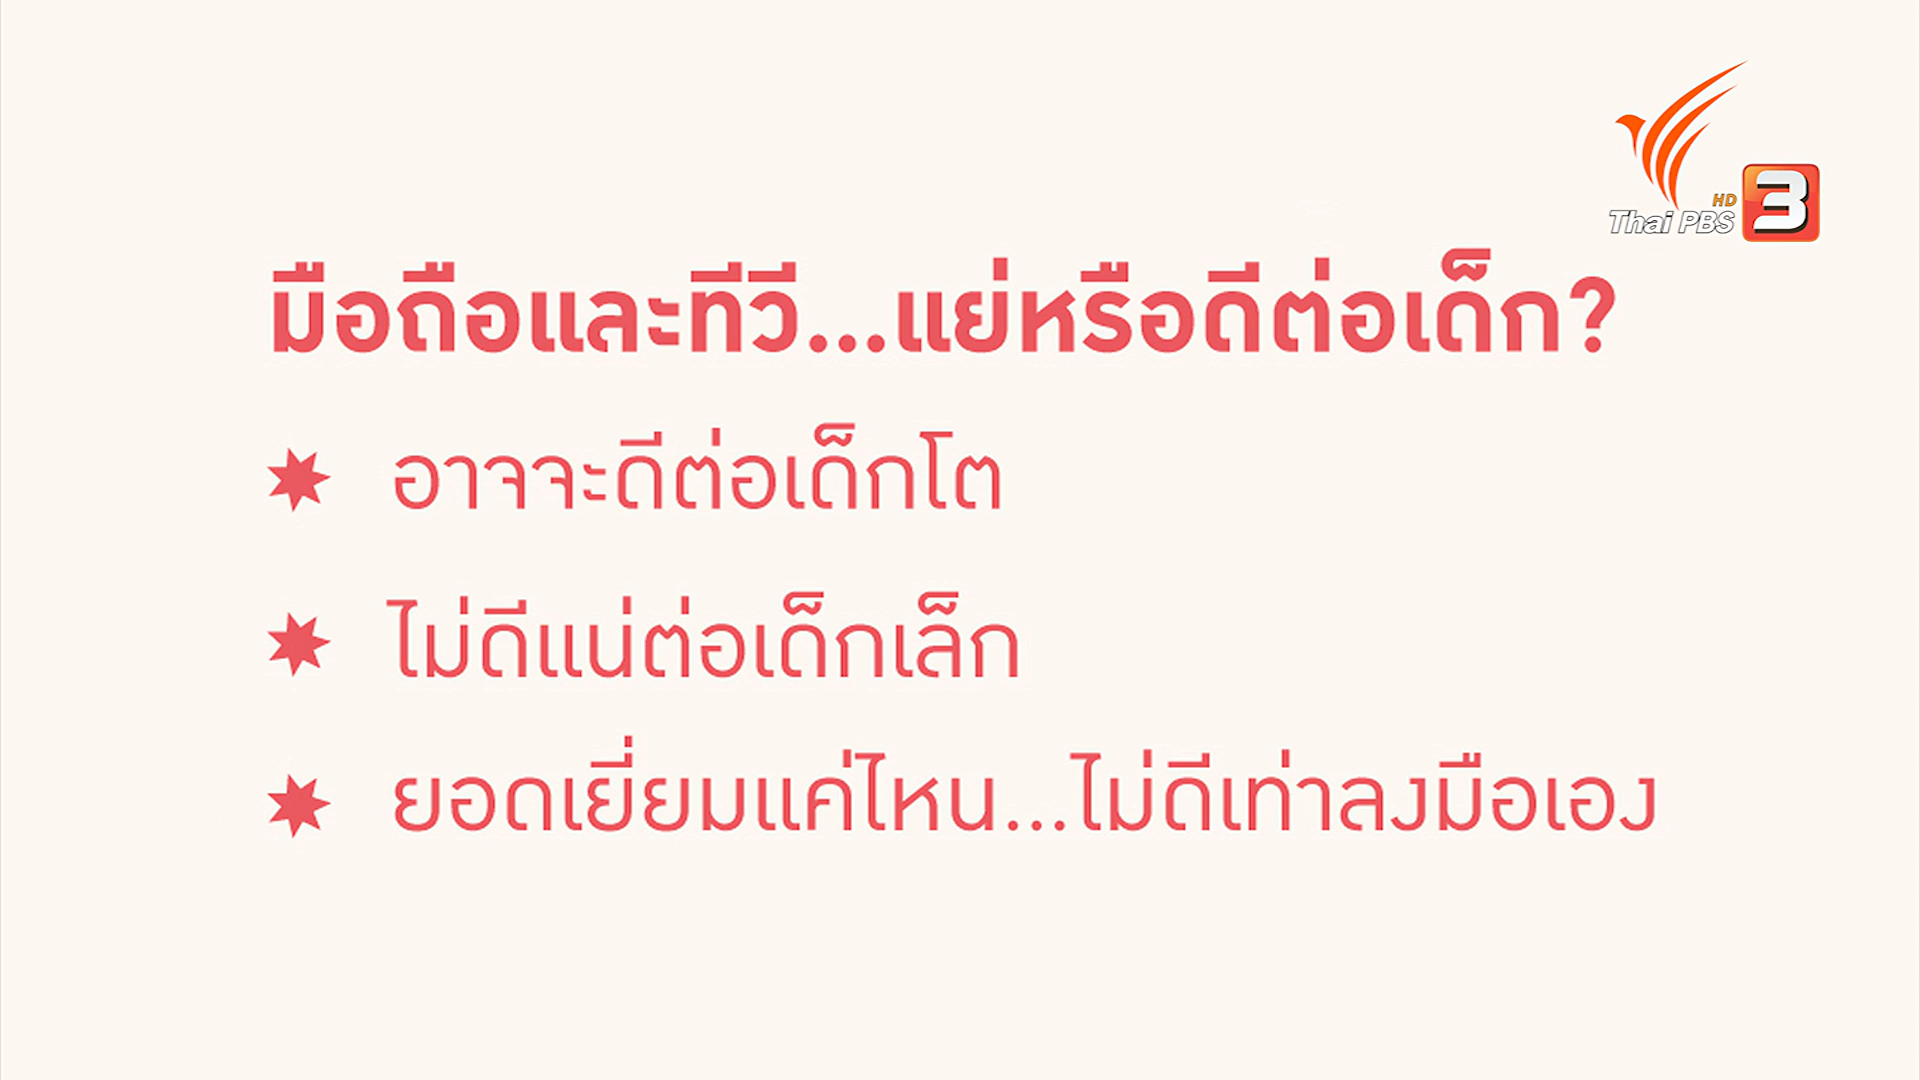 HD
Thai PBS 3
มือถือและทีวี...แย่หรือดีต่อเด็ก?
อาจจะดีต่อเด็กโต
ไม่ดีแน่ต่อเด็กเล็ก
ยอดเยี่ยมแค่ไหน...ไม่ดีเท่าลงมือเอง